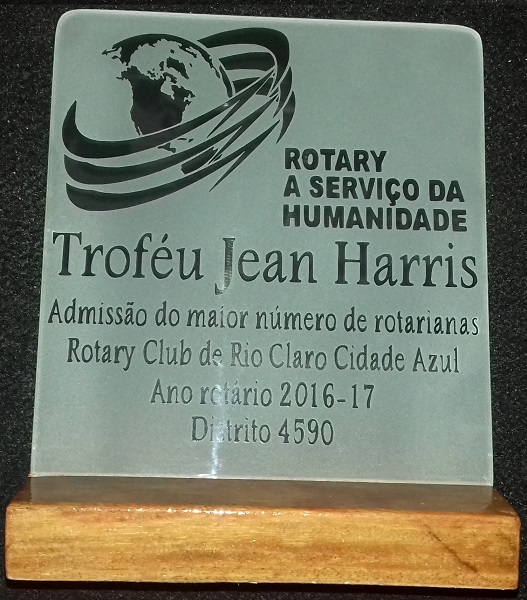 ROTARY
A SERVIÇO DA
HUMANIDADE
Troféu Jean Harris
Admissão do maior número de rotarianas
Rotary Club de Rio Claro Cidade Azul
Ano rotário 2016-17
Distrito 4590